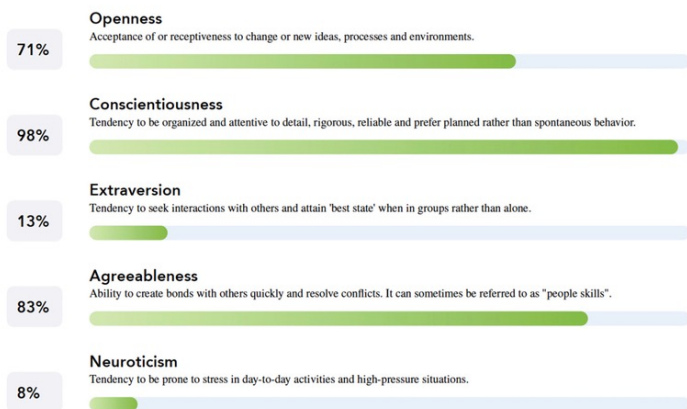 Openness
Acceptance of or receptiveness to change or new ideas, processes and environments.
71%
Conscientiousness
Tendency to be organized and attentive to detail, rigorous, reliable and prefer planned rather than spontaneous behavior.
98%
Extraversion
Tendency to seek interactions with others and attain 'best state' when in groups rather than alone.
13%
Agreeableness
Ability to create bonds with others quickly and resolve conflicts. It can sometimes be referred to as "people skills".
83%
Neuroticism
Tendency to be prone to stress in day-to-day activities and high-pressure situations.
8%